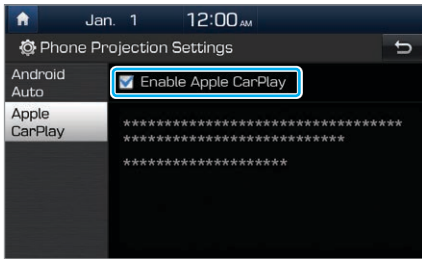 Jan. 1 12:00 AM
Phone Projection Settings
Android
Auto
Enable Apple CarPlay
Apple
CarPlay
***********************************
****************************
*********************